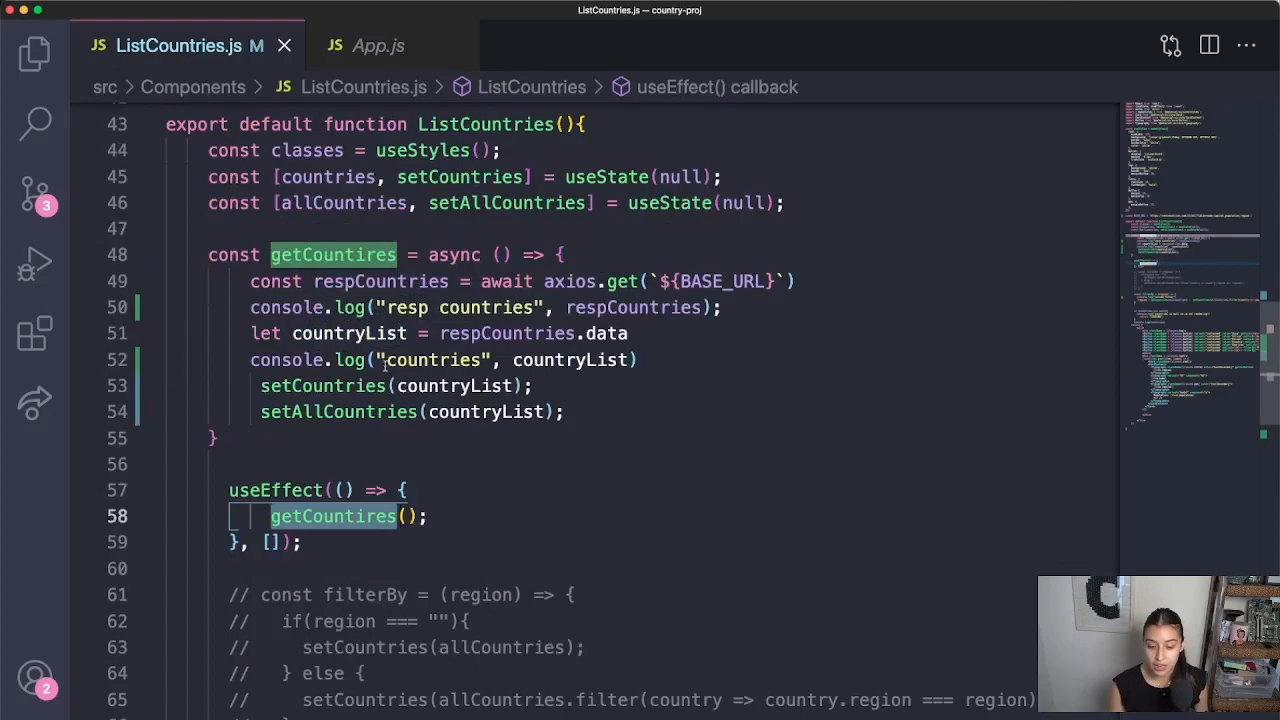 ListCountries.js — country-proj
JS ListCountries.js M
JS App.js
src > Components > JS ListCountries.js > ListCountries > useEffect() callback
43 export default function ListCountries(){
44 const classes = useStyles();
45 const [countries, setCountries] = useState(null);
46 const [allCountries, setAllCountries] = useState(null);
47
48 const getCountires = async () => {
49 const respCountries = await axios.get(`${BASE_URL}`)
50 console.log("resp countries", respCountries);
51 let countryList = respCountries.data
52 console.log("countries", countryList)
53 setCountries(countryList);
54 setAllCountries(countryList);
55 }
56
57 useEffect(() => {
58 getCountires();
59 }, []);
60
61 // const filterBy = (region) => {
62 // if(region === ""){
63 // setCountries(allCountries);
64 // } else {
65 // setCountries(allCountries.filter(country => country.region === region)
3
2